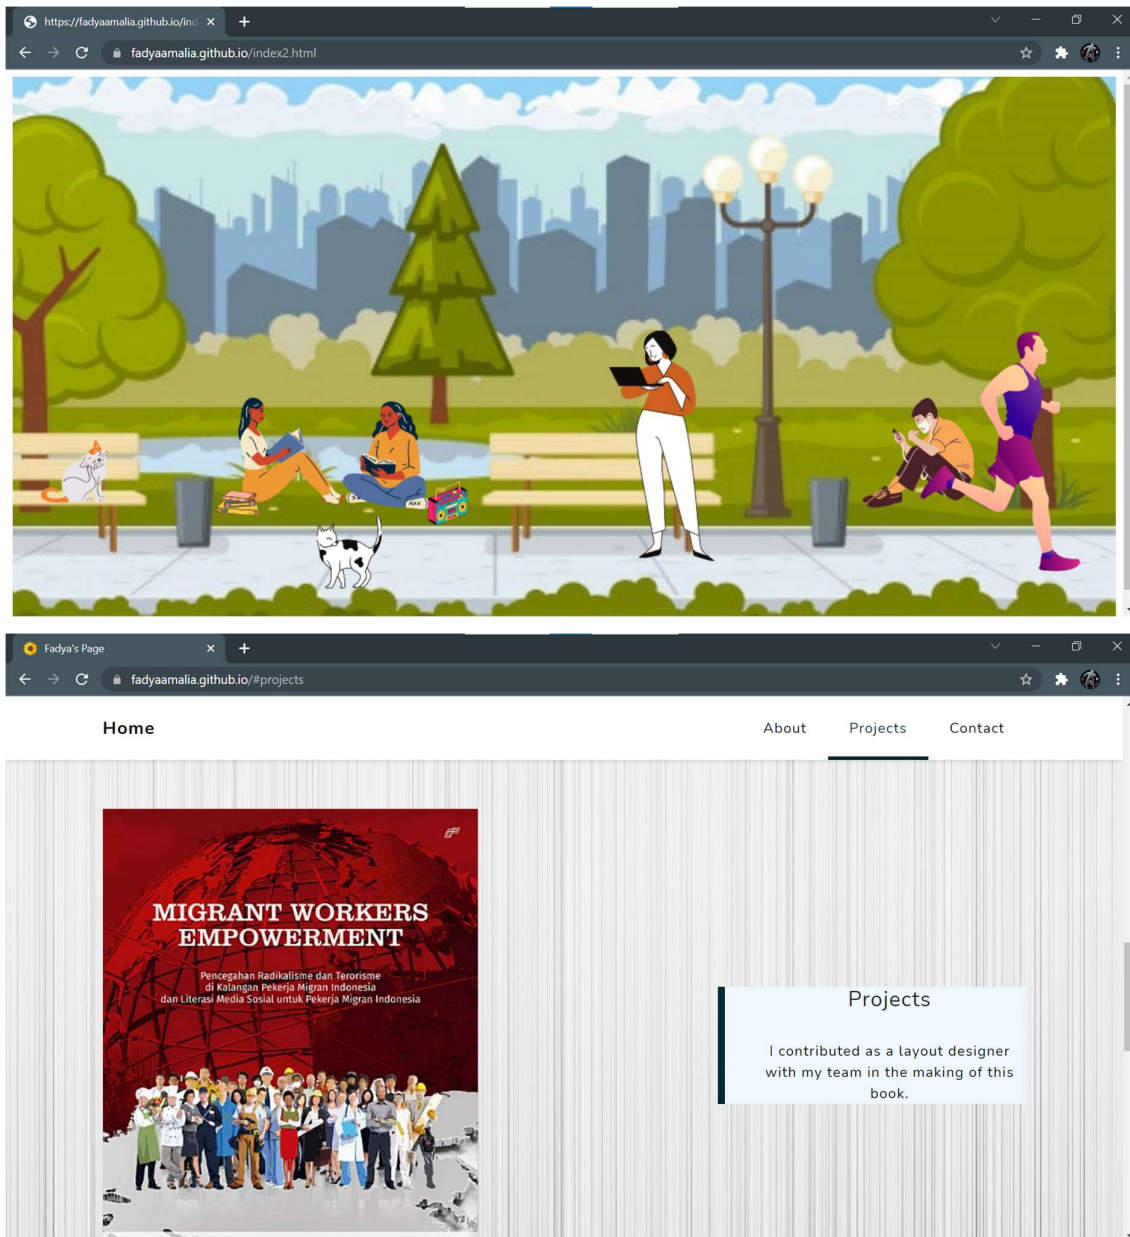 https://fadyaamalia.github.io/ind
fadyaamalia.github.io/index2.html
Fadya's Page
fadyaamalia.github.io/#projects
Home
About
Projects
Contact
MIGRANT WORKERS
EMPOWERMENT
Pencegahan Radikalisme dan Terorisme
di Kalangan Pekerja Migran Indonesia
dan Literasi Media Sosial untuk Pekerja Migran Indonesia
Projects
I contributed as a layout designer
with my team in the making of this
book.